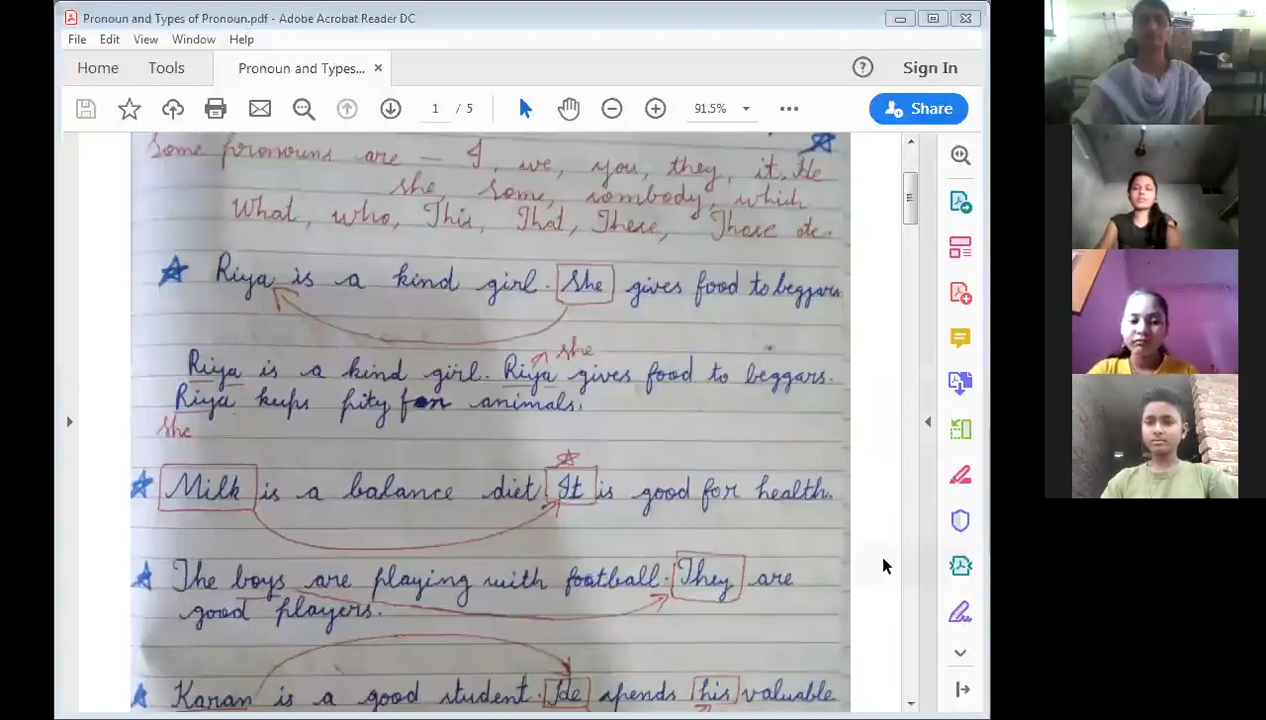 Pronoun and Types of Pronoun.pdf - Adobe Acrobat Reader DC
File Edit View Window Help
Home Tools Pronoun and Types... × Sign In
1 / 5 91.5% Share
some pronouns are – I, we, you, they, it, He
she, some, sombody, which
What, who, This, That, These, Those etc.
Riya is a kind girl. She gives food to beggars
she
Riya is a kind girl. Riya gives food to beggars.
Riya keeps pity for animals.
she
Milk is a balance diet It is good for health.
The boys are playing with football. They are
good players.
Karan is a good student. He spends his valuable